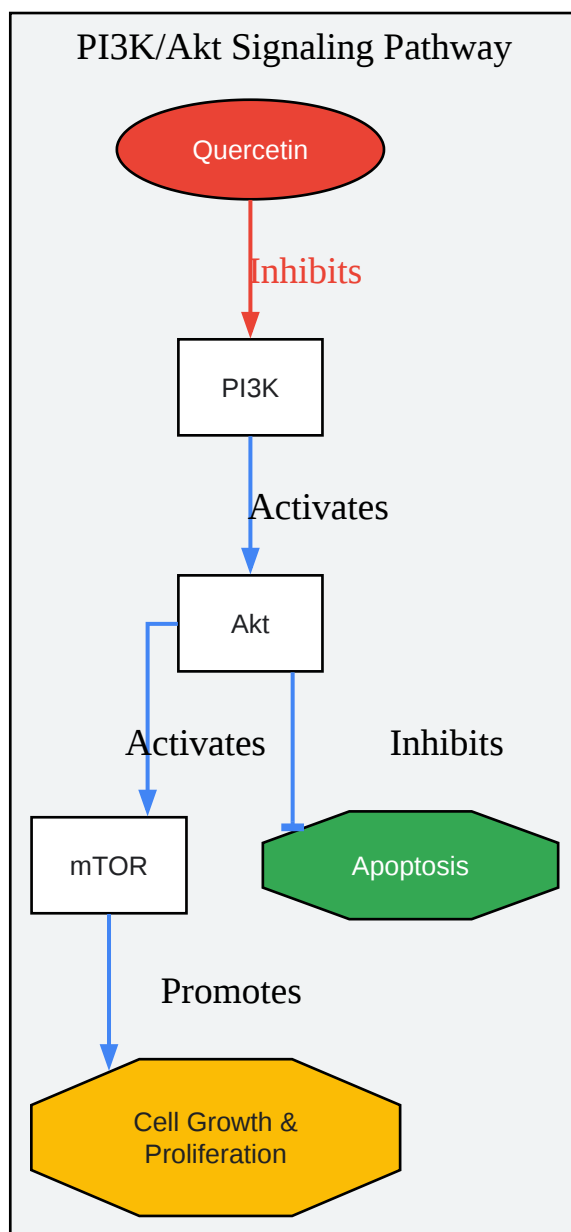 PI3K/Akt Signaling Pathway
Quercetin
Inhibits
PI3K
Activates
Akt
Activates
Inhibits
mTOR
Apoptosis
Promotes
Cell Growth &
Proliferation